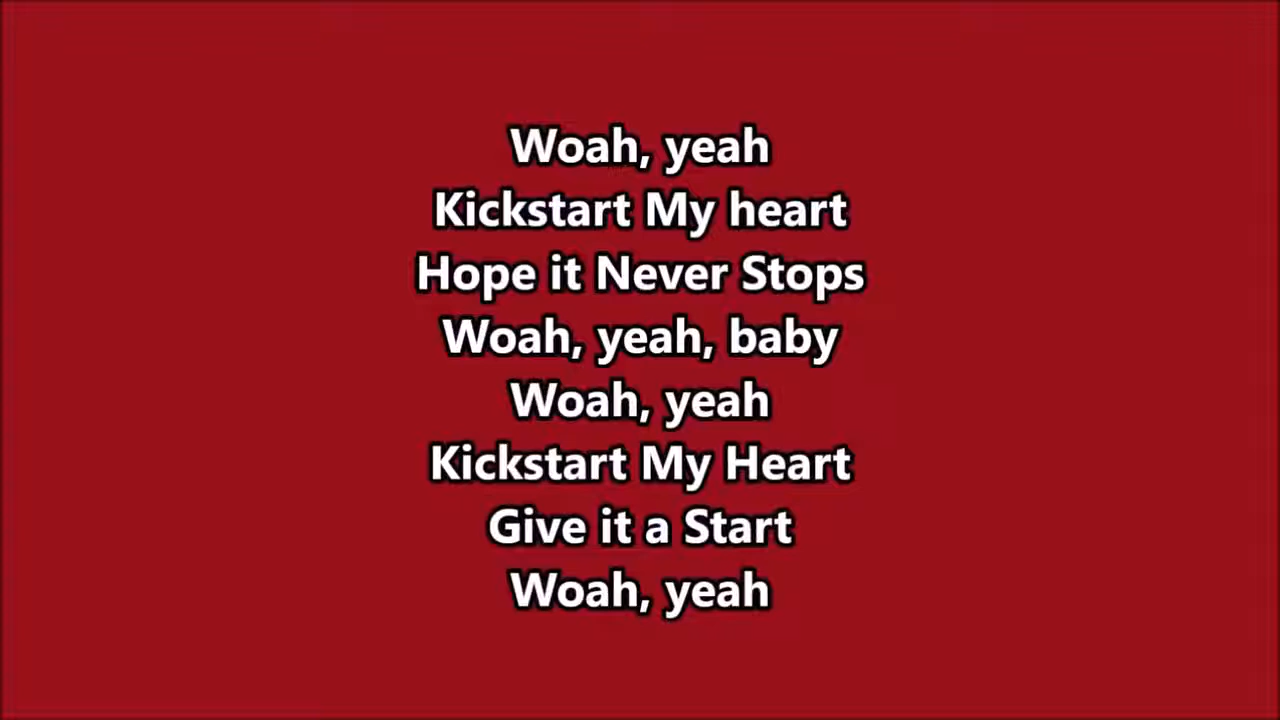 Woah, yeah
Kickstart My heart
Hope it Never Stops
Woah, yeah, baby
Woah, yeah
Kickstart My Heart
Give it a Start
Woah, yeah